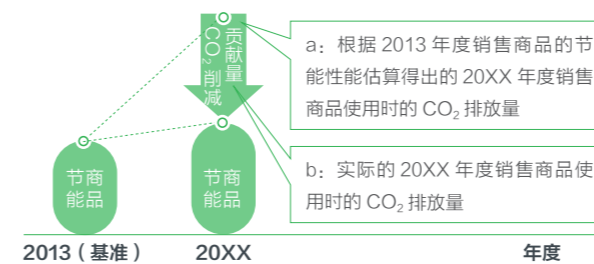 贡献量
CO₂削减
a：根据 2013 年度销售商品的节
能性能估算得出的 20XX 年度销售
商品使用时的 CO₂ 排放量
b：实际的 20XX 年度销售商品使
用时的 CO₂ 排放量
节能
商品
节能
商品
2013（基准）
20XX
年度